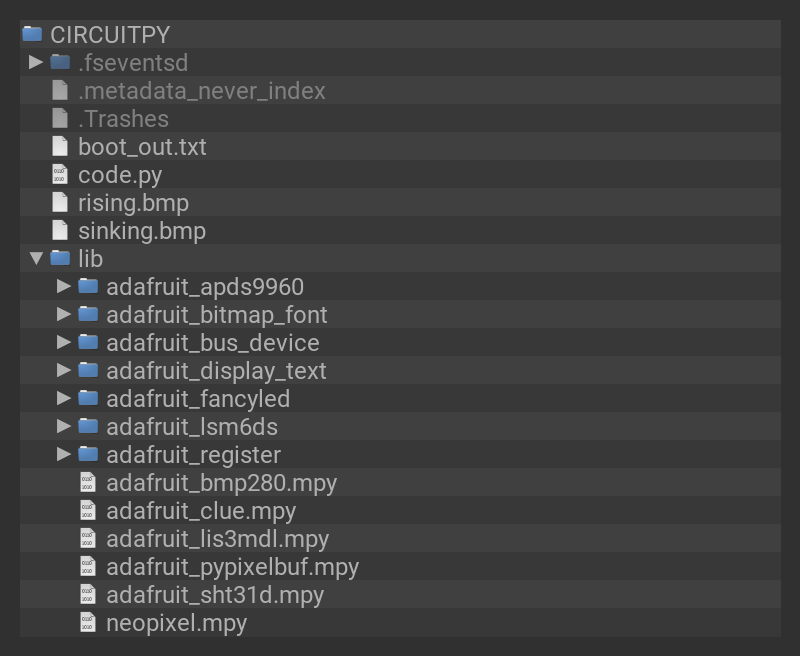 CIRCUITPY
.fseventsd
.metadata_never_index
.Trashes
boot_out.txt
code.py
rising.bmp
sinking.bmp
lib
adafruit_apds9960
adafruit_bitmap_font
adafruit_bus_device
adafruit_display_text
adafruit_fancyled
adafruit_lsm6ds
adafruit_register
adafruit_bmp280.mpy
adafruit_clue.mpy
adafruit_lis3mdl.mpy
adafruit_pypixelbuf.mpy
adafruit_sht31d.mpy
neopixel.mpy